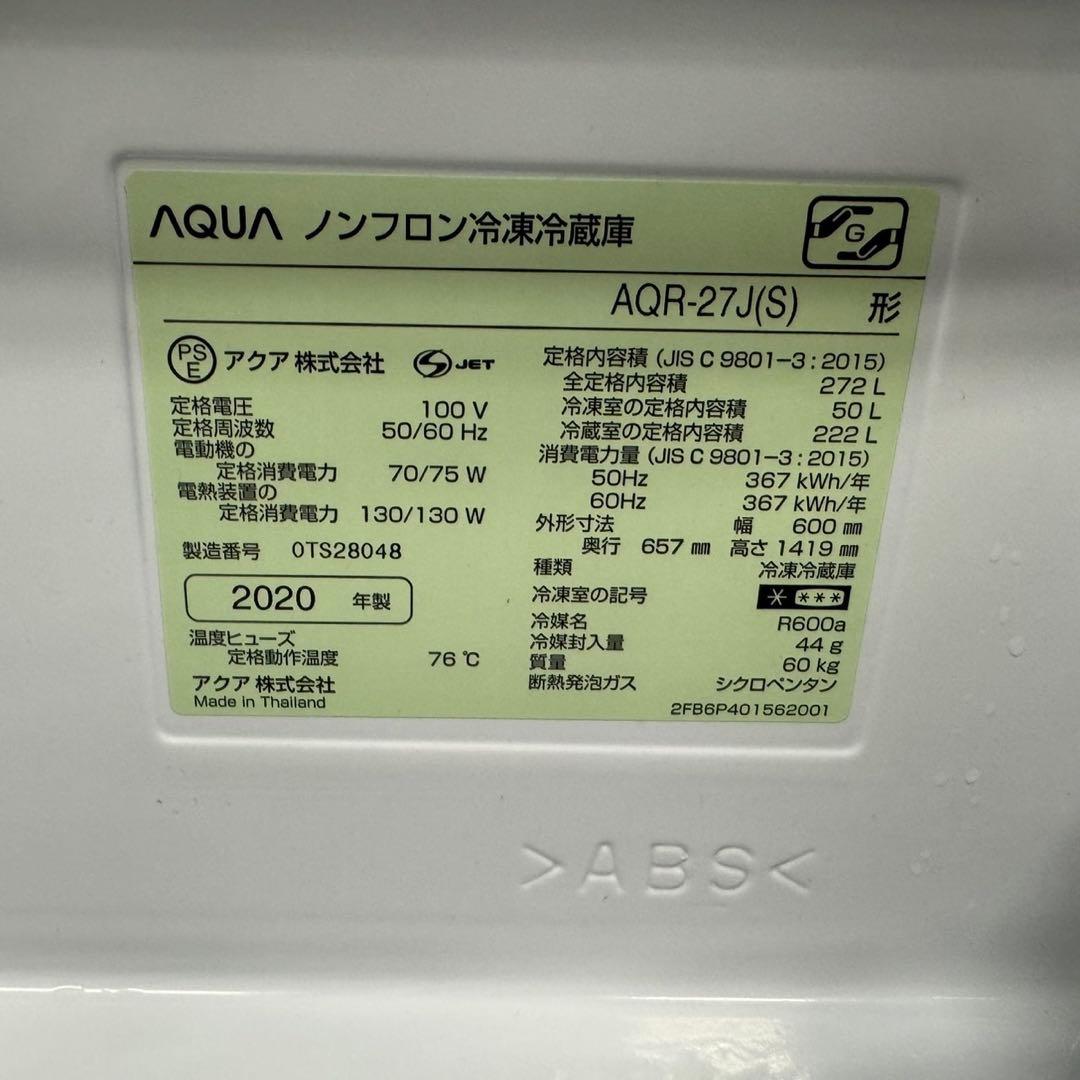 AQUA ノンフロン冷凍冷蔵庫
G
AQR-27J(S) 形
PS
E
アクア 株式会社
S JET
定格電圧 100 V
定格周波数 50/60 Hz
電動機の
定格消費電力 70/75 W
電熱装置の
定格消費電力 130/130 W
製造番号 0TS28048
2020 年製
温度ヒューズ
定格動作温度 76 ℃
アクア 株式会社
Made in Thailand
定格内容積 (JIS C 9801-3 : 2015)
全定格内容積 272 L
冷凍室の定格内容積 50 L
冷蔵室の定格内容積 222 L
消費電力量 (JIS C 9801-3 : 2015)
50Hz 367 kWh/年
60Hz 367 kWh/年
外形寸法 幅 600 ㎜
奥行 657 ㎜ 高さ 1419 ㎜
種類 冷凍冷蔵庫
冷凍室の記号 * ***
冷媒名 R600a
冷媒封入量 44 g
質量 60 kg
断熱発泡ガス シクロペンタン
2FB6P401562001
>ABS<